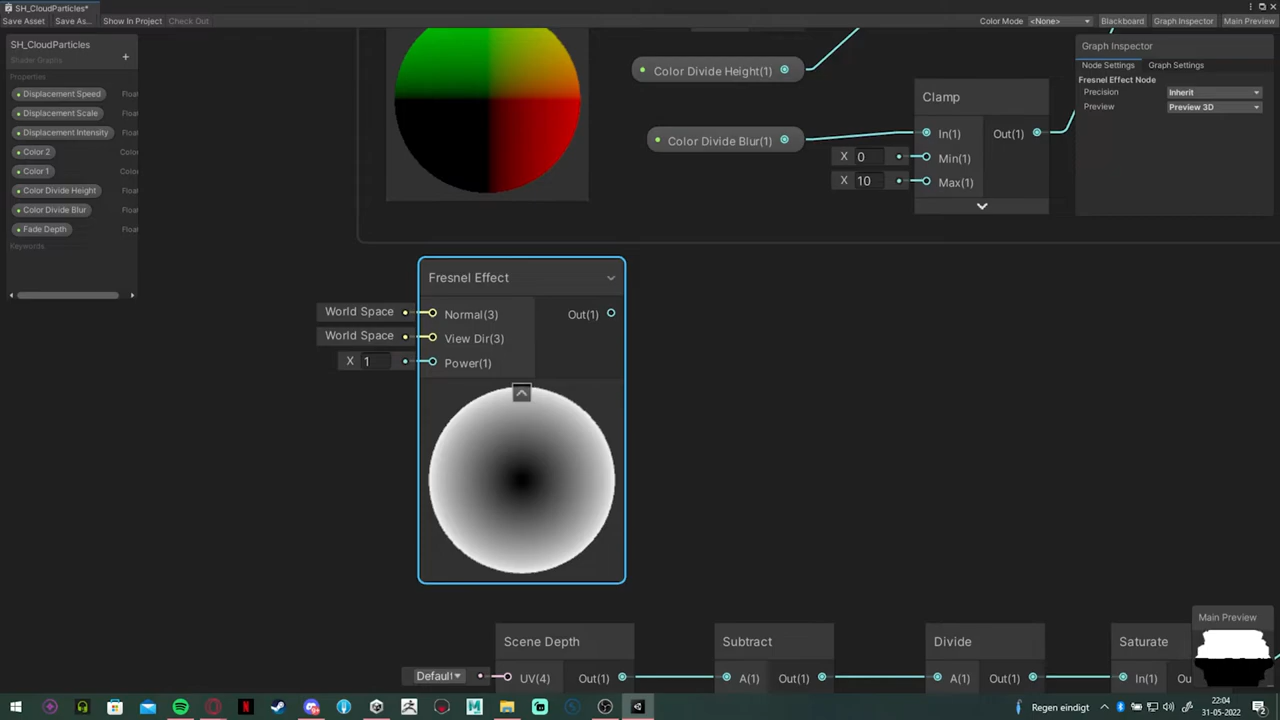 SH_CloudParticles*
Save Asset Save As... Show In Project Check Out
Color Mode <None> Blackboard Graph Inspector Main Preview
SH_CloudParticles
Shader Graphs
Properties
Displacement Speed Float
Displacement Scale Float
Displacement Intensity Float
Color 2 Color
Color 1 Color
Color Divide Height Float
Color Divide Blur Float
Fade Depth Float
Keywords
Color Divide Height(1)
Color Divide Blur(1)
Clamp
In(1) Out(1)
X 0 Min(1)
X 10 Max(1)
Graph Inspector
Node Settings Graph Settings
Fresnel Effect Node
Precision Inherit
Preview Preview 3D
Fresnel Effect
World Space Normal(3) Out(1)
World Space View Dir(3)
X 1 Power(1)
Scene Depth
Default UV(4) Out(1)
Subtract
A(1) Out(1)
Divide
A(1) Out(1)
Saturate
In(1) Ou
Main Preview
Regen eindigt
22:04
31-05-2022
2